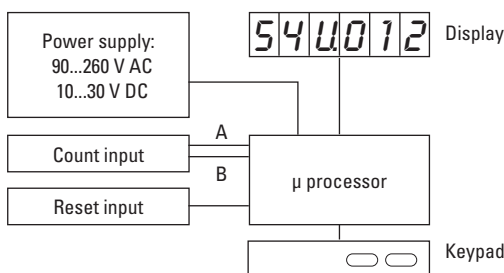 Power supply:
90...260 V AC
10...30 V DC
54U.012
Display
Count input
A
B
Reset input
µ processor
Keypad